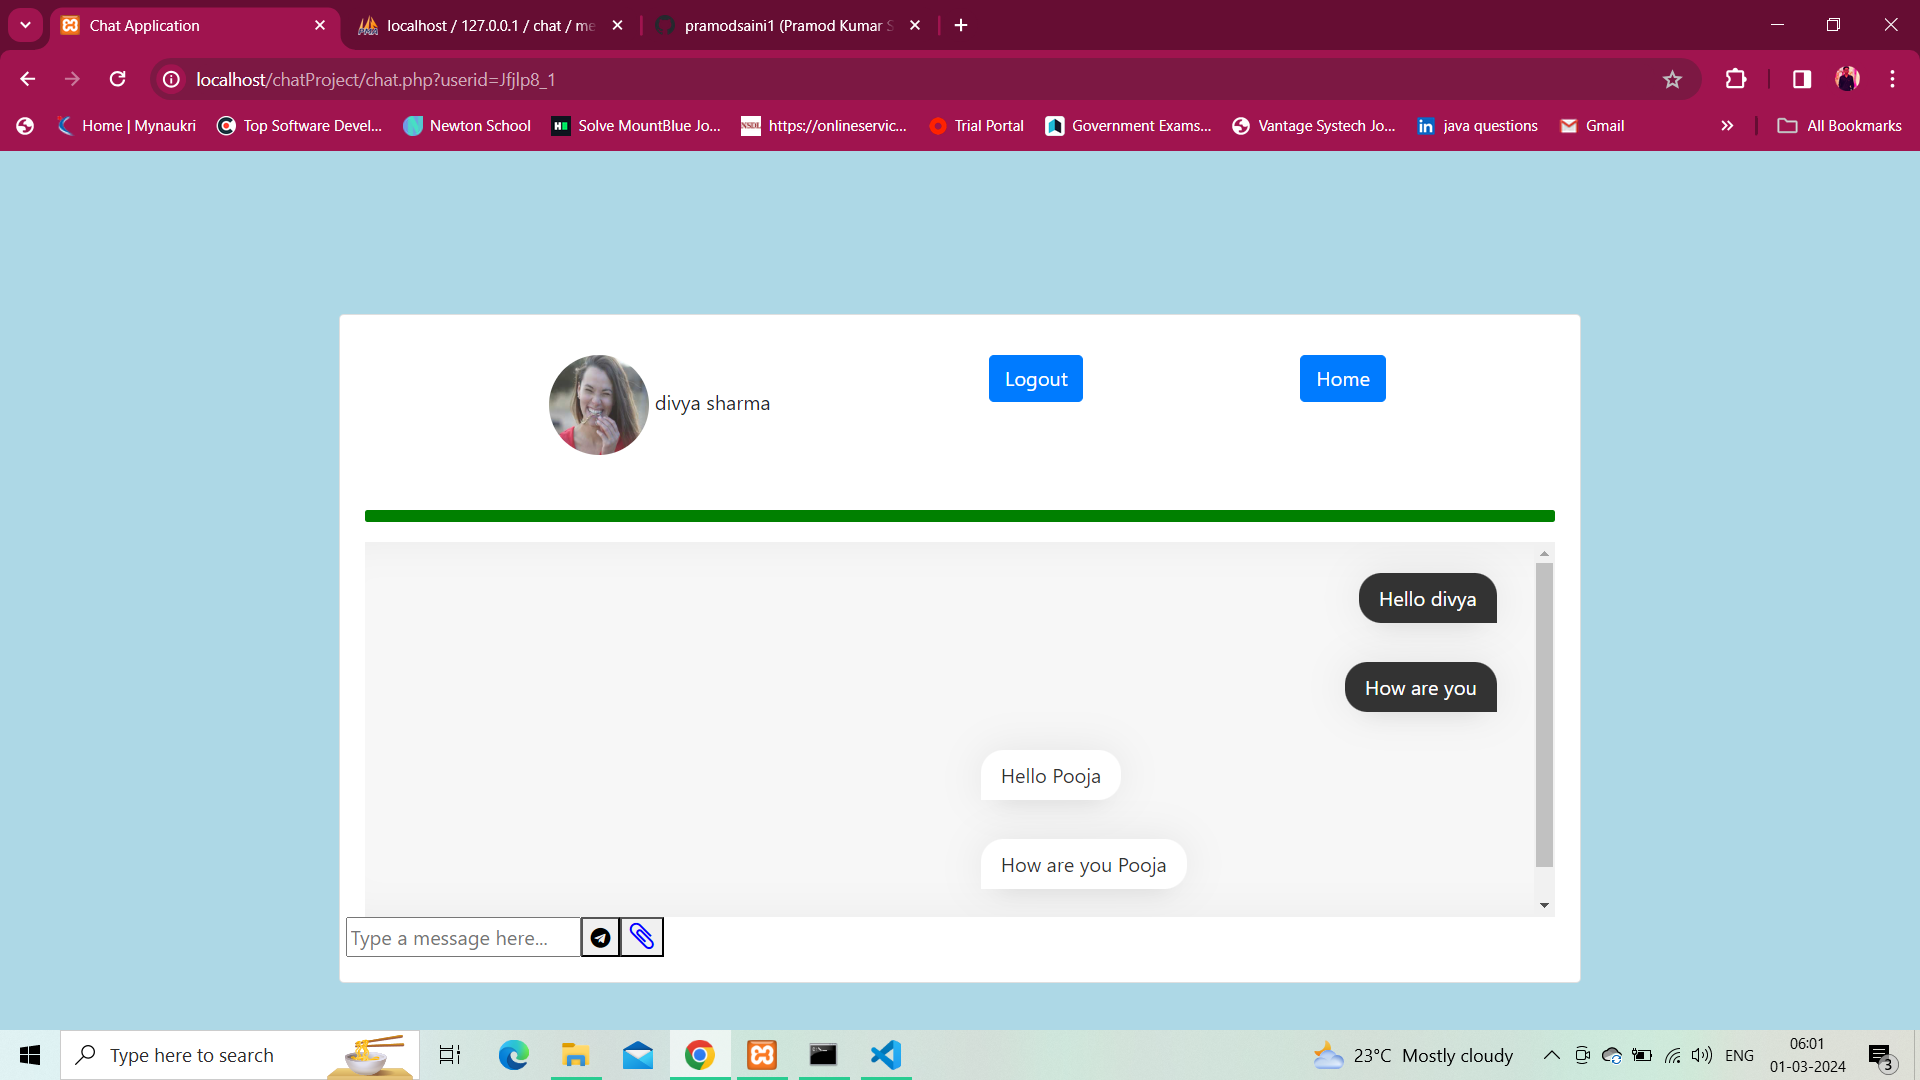 Chat Application
localhost / 127.0.0.1 / chat / me
pramodsaini1 (Pramod Kumar S
localhost/chatProject/chat.php?userid=Jfjlp8_1
Home | Mynaukri
Top Software Devel...
Newton School
Solve MountBlue Jo...
NSDL
https://onlineservic...
Trial Portal
Government Exams...
Vantage Systech Jo...
java questions
Gmail
All Bookmarks
divya sharma
Logout
Home
Hello divya
How are you
Hello Pooja
How are you Pooja
Type a message here...
Type here to search
23°C Mostly cloudy
ENG
06:01
01-03-2024
3